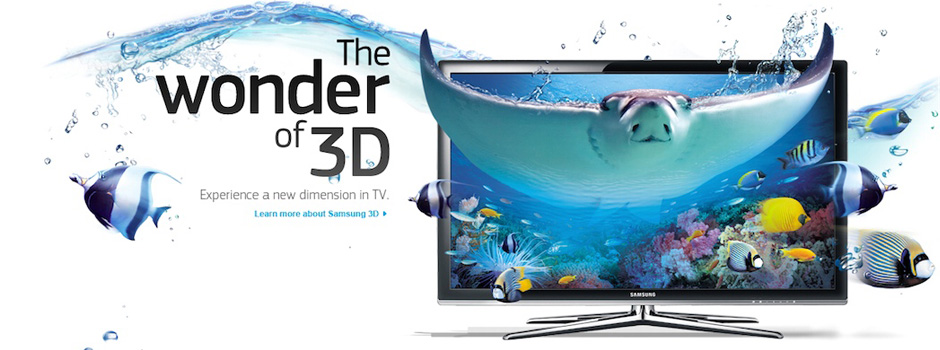 The
wonder
of 3D
Experience a new dimension in TV.
Learn more about Samsung 3D
SAMSUNG